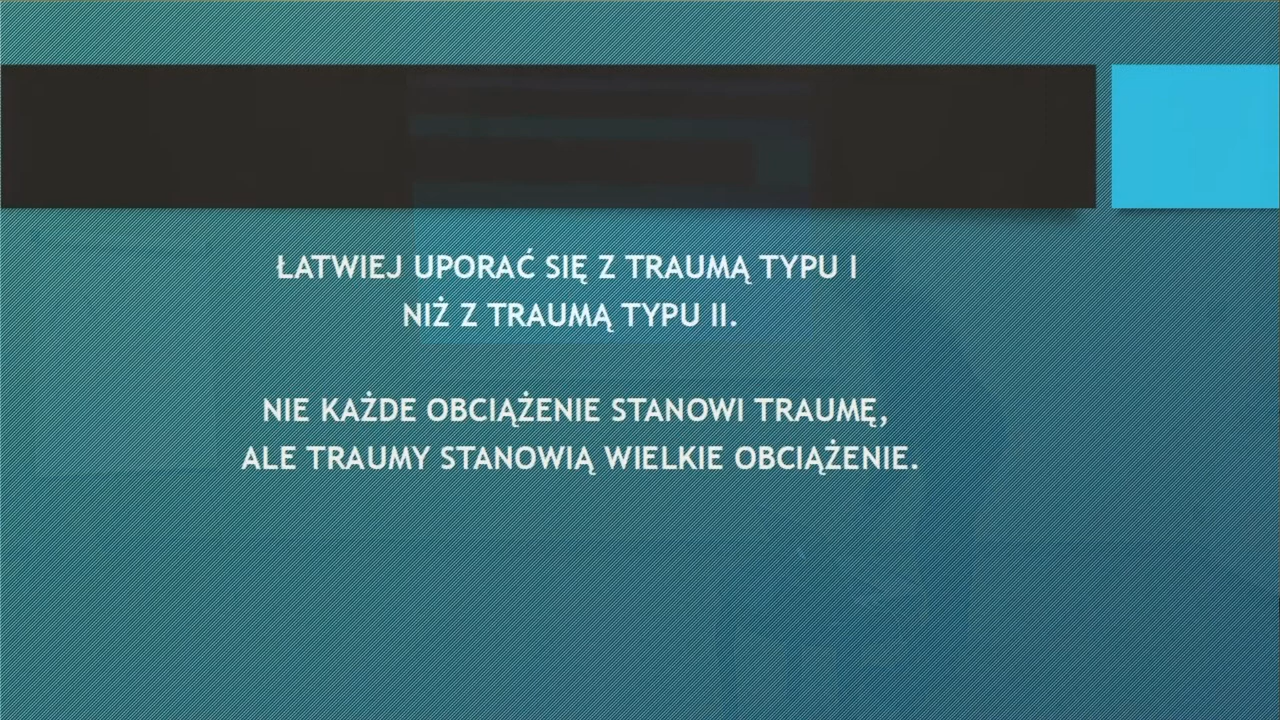 ŁATWIEJ UPORAĆ SIĘ Z TRAUMĄ TYPU I
NIŻ Z TRAUMĄ TYPU II.
NIE KAŻDE OBCIĄŻENIE STANOWI TRAUMĘ,
ALE TRAUMY STANOWIĄ WIELKIE OBCIĄŻENIE.